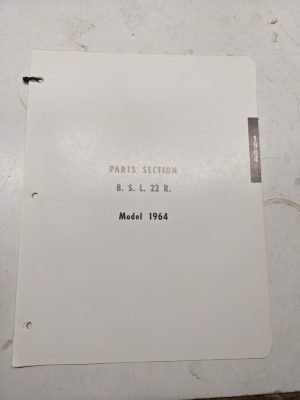 PARTS SECTION
B. S. L. 22 R.
Model 1964
1964